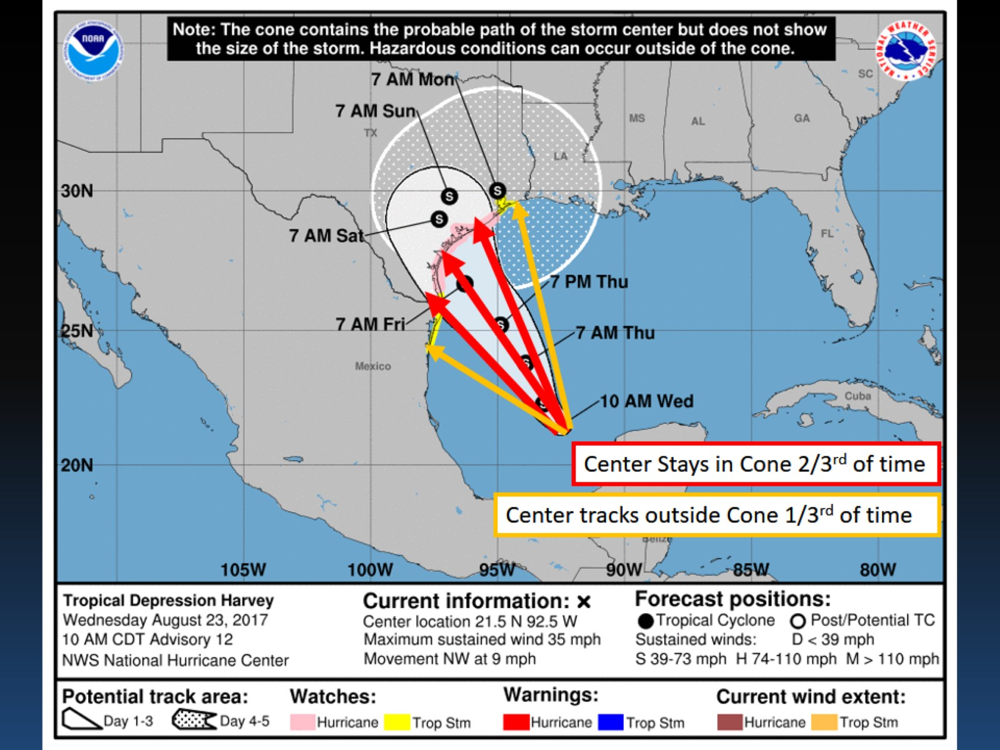 Note: The cone contains the probable path of the storm center but does not show
the size of the storm. Hazardous conditions can occur outside of the cone.
NOAA
NATIONAL WEATHER SERVICE
7 AM Mon
7 AM Sun
TX
LA
MS
AL
GA
SC
FL
30N
7 AM Sat
S
S
S
7 PM Thu
7 AM Fri
S
25N
7 AM Thu
S
Mexico
10 AM Wed
Cuba
20N
Center Stays in Cone 2/3rd of time
Center tracks outside Cone 1/3rd of time
Belize
105W
100W
95W
90W
85W
80W
Tropical Depression Harvey
Wednesday August 23, 2017
10 AM CDT Advisory 12
NWS National Hurricane Center
Current information: ×
Center location 21.5 N 92.5 W
Maximum sustained wind 35 mph
Movement NW at 9 mph
Forecast positions:
Tropical Cyclone Post/Potential TC
Sustained winds: D < 39 mph
S 39-73 mph H 74-110 mph M > 110 mph
Potential track area:
Day 1-3 Day 4-5
Watches:
Hurricane Trop Stm
Warnings:
Hurricane Trop Stm
Current wind extent:
Hurricane Trop Stm